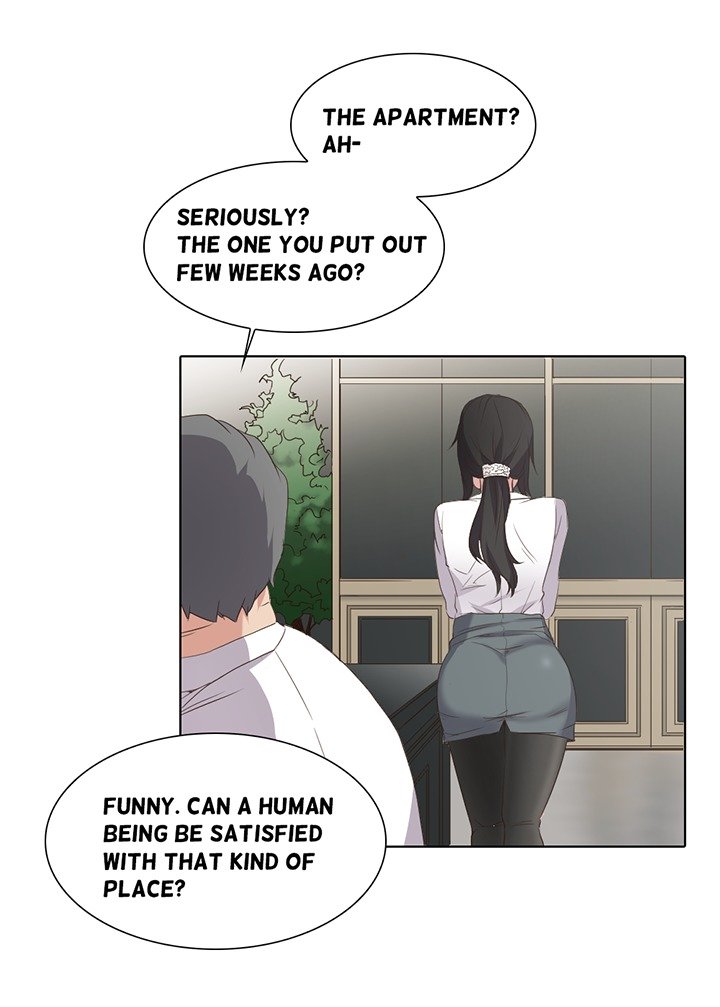 THE APARTMENT?
AH-
SERIOUSLY?
THE ONE YOU PUT OUT
FEW WEEKS AGO?
FUNNY. CAN A HUMAN
BEING BE SATISFIED
WITH THAT KIND OF
PLACE?